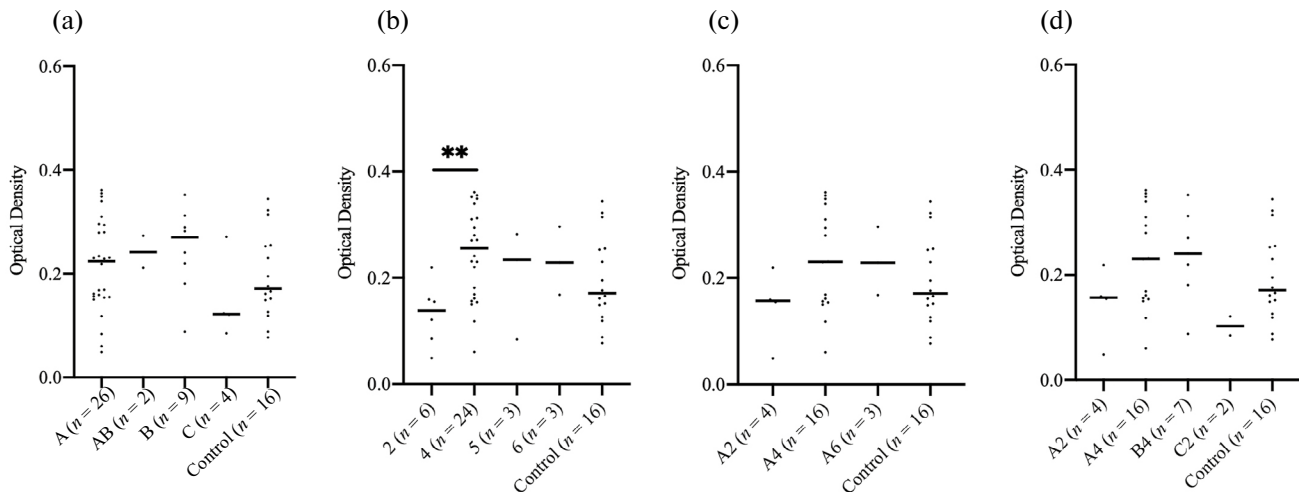 (a)
(b)
(c)
(d)
0.6
0.4
0.2
0.0
Optical Density
A (n = 26)
AB (n = 2)
B (n = 9)
C (n = 4)
Control (n = 16)
0.6
0.4
0.2
0.0
Optical Density
**
2 (n = 6)
4 (n = 24)
5 (n = 3)
6 (n = 3)
Control (n = 16)
0.6
0.4
0.2
0.0
Optical Density
A2 (n = 4)
A4 (n = 16)
A6 (n = 3)
Control (n = 16)
0.6
0.4
0.2
0.0
Optical Density
A2 (n = 4)
A4 (n = 16)
B4 (n = 7)
C2 (n = 2)
Control (n = 16)